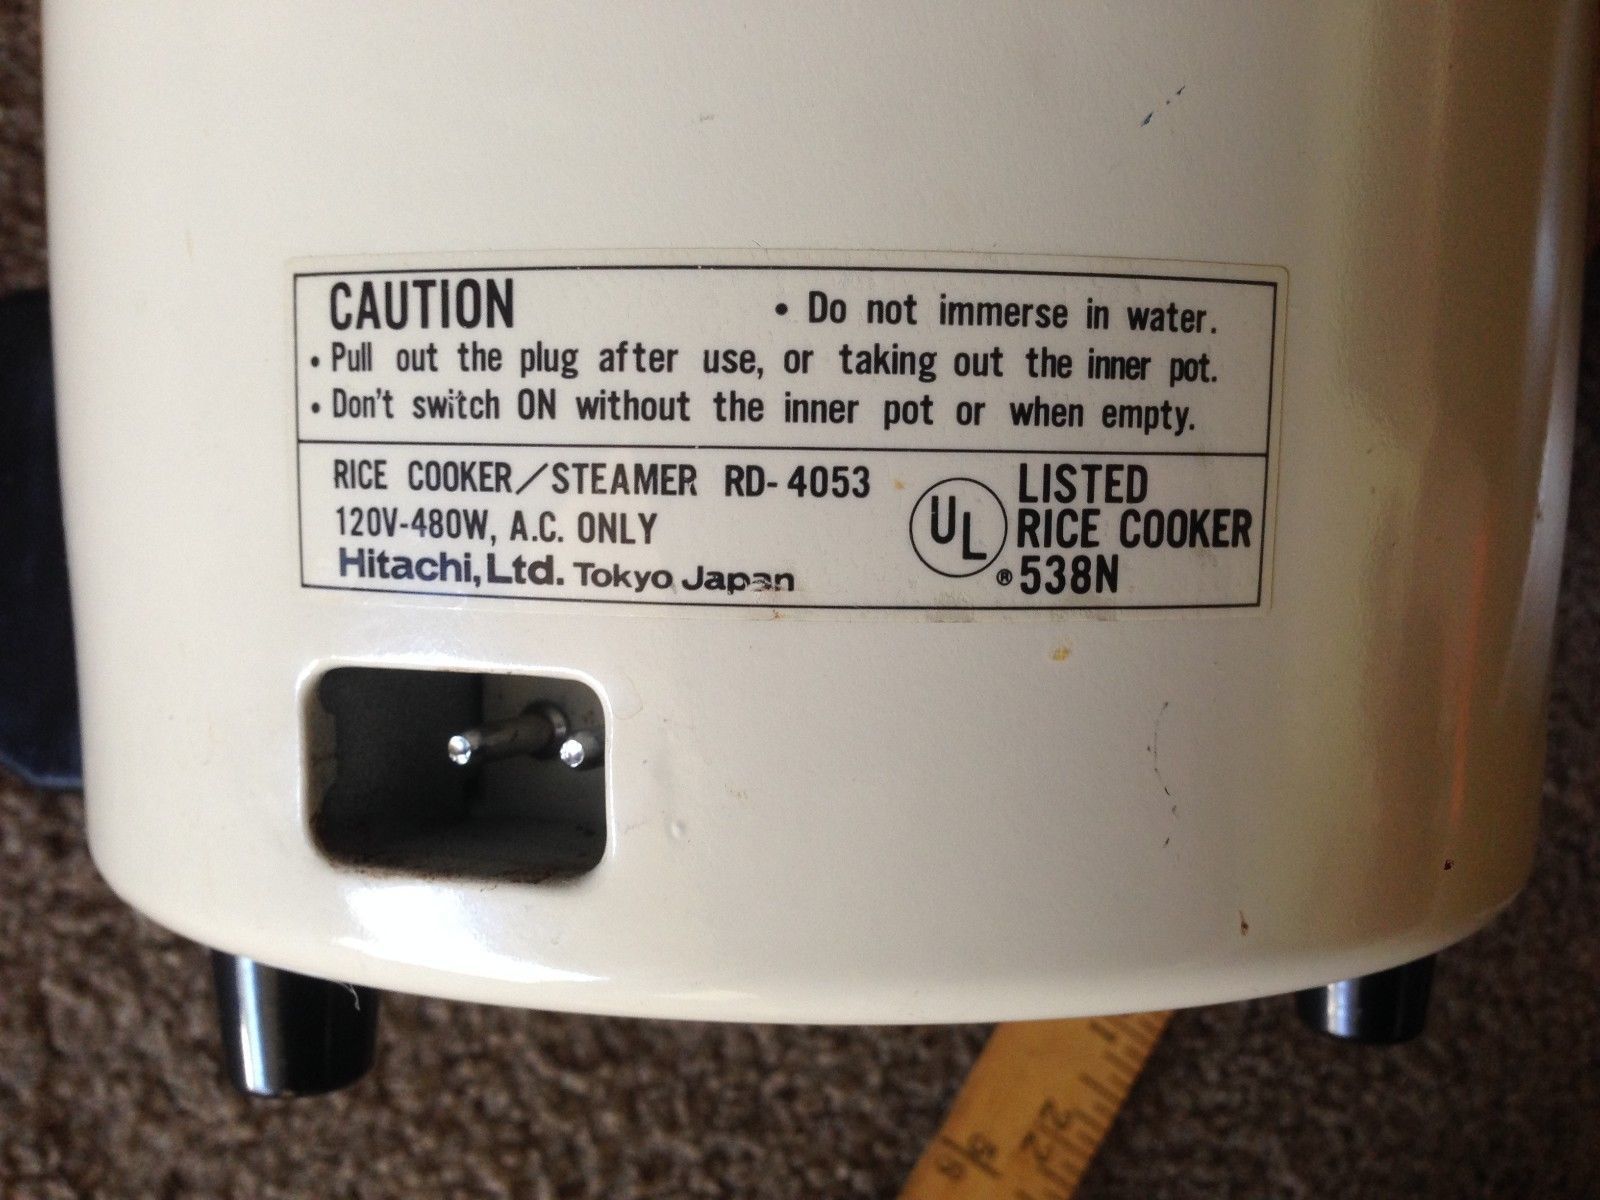 CAUTION • Do not immerse in water.
• Pull out the plug after use, or taking out the inner pot.
• Don't switch ON without the inner pot or when empty.
RICE COOKER/STEAMER RD-4053
120V-480W, A.C. ONLY
Hitachi, Ltd. Tokyo Japan
UL ® LISTED
RICE COOKER
538N